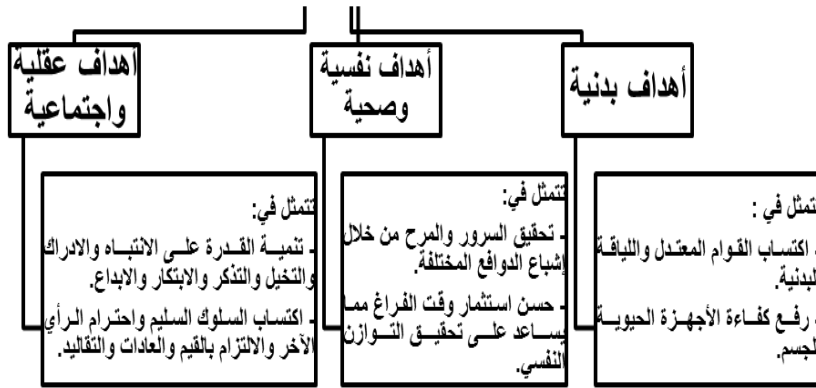 أهداف بدنية
تتمثل في :
- اكتساب القوام المعتدل واللياقة
البدنية.
- رفع كفاءة الأجهزة الحيوية
للجسم.
أهداف نفسية
وصحية
تتمثل في:
- تحقيق السرور والمرح من خلال
إشباع الدوافع المختلفة.
- حسن استثمار وقت الفراغ مما
يساعد على تحقيق التوازن
النفسي.
أهداف عقلية
واجتماعية
تتمثل في:
- تنمية القدرة على الانتباه والادراك
والتخيل والتذكر والابتكار والابداع.
- اكتساب السلوك السليم واحترام الرأي
الآخر والالتزام بالقيم والعادات والتقاليد.